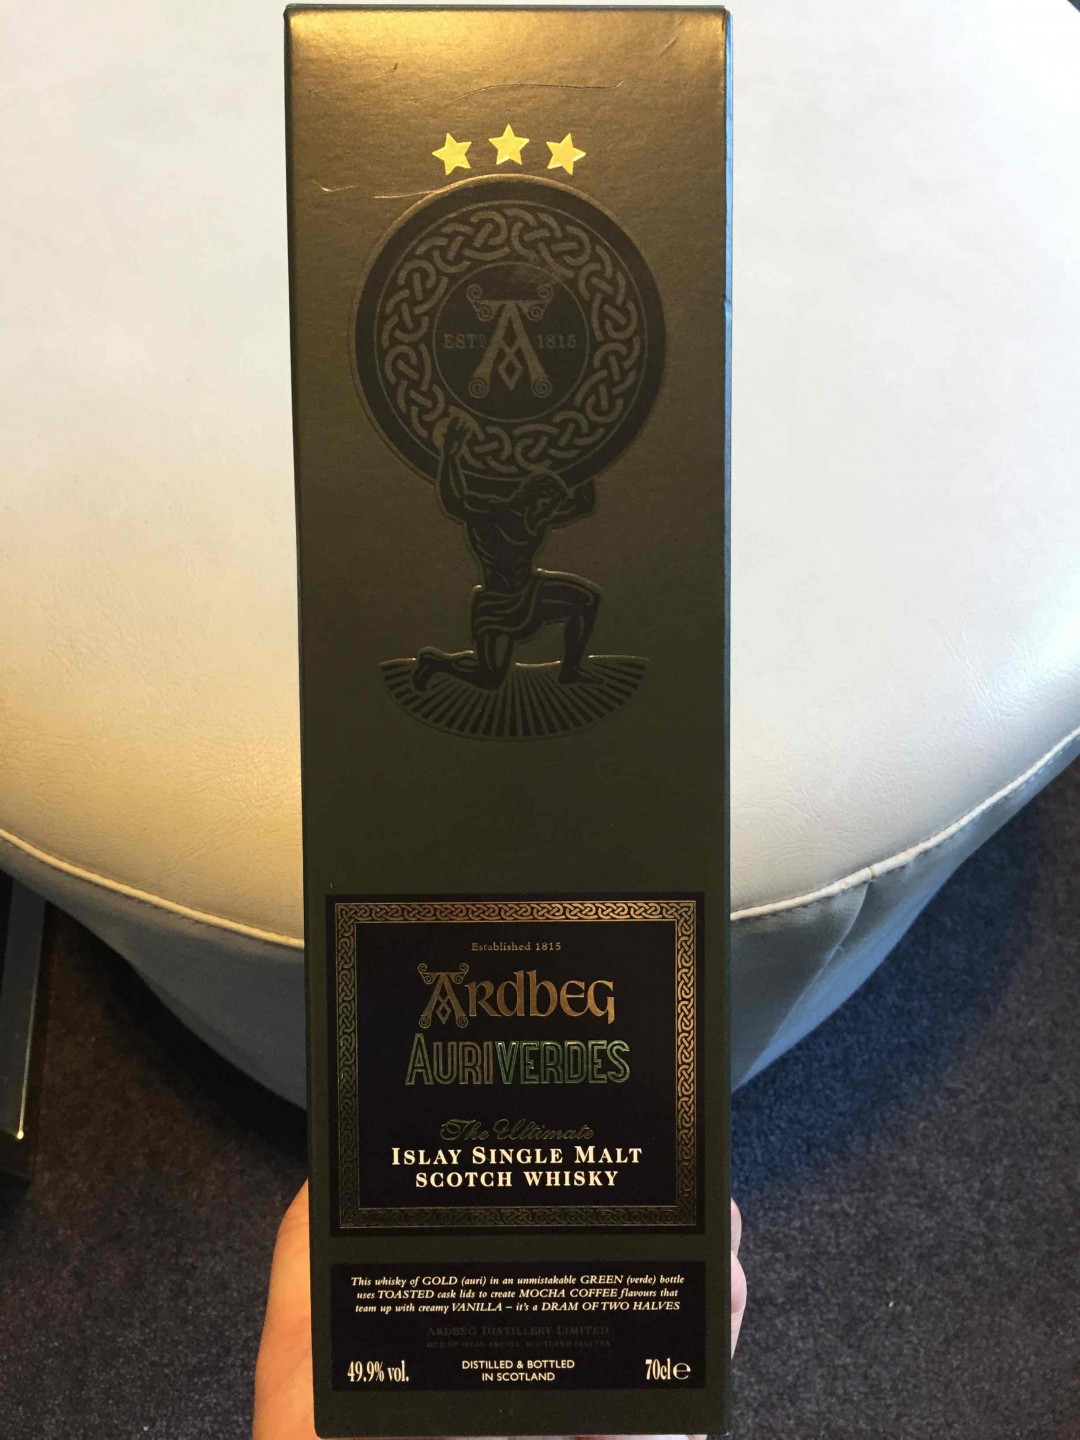 ESTD 1815
Established 1815
Ardbeg
AURIVERDES
The Ultimate
ISLAY SINGLE MALT
SCOTCH WHISKY
This whisky of GOLD (auri) in an unmistakable GREEN (verde) bottle
uses TOASTED cask lids to create MOCHA COFFEE flavours that
team up with creamy VANILLA – it's a DRAM OF TWO HALVES
ARDBEG DISTILLERY LIMITED
49.9% vol.
DISTILLED & BOTTLED
IN SCOTLAND
70cl e